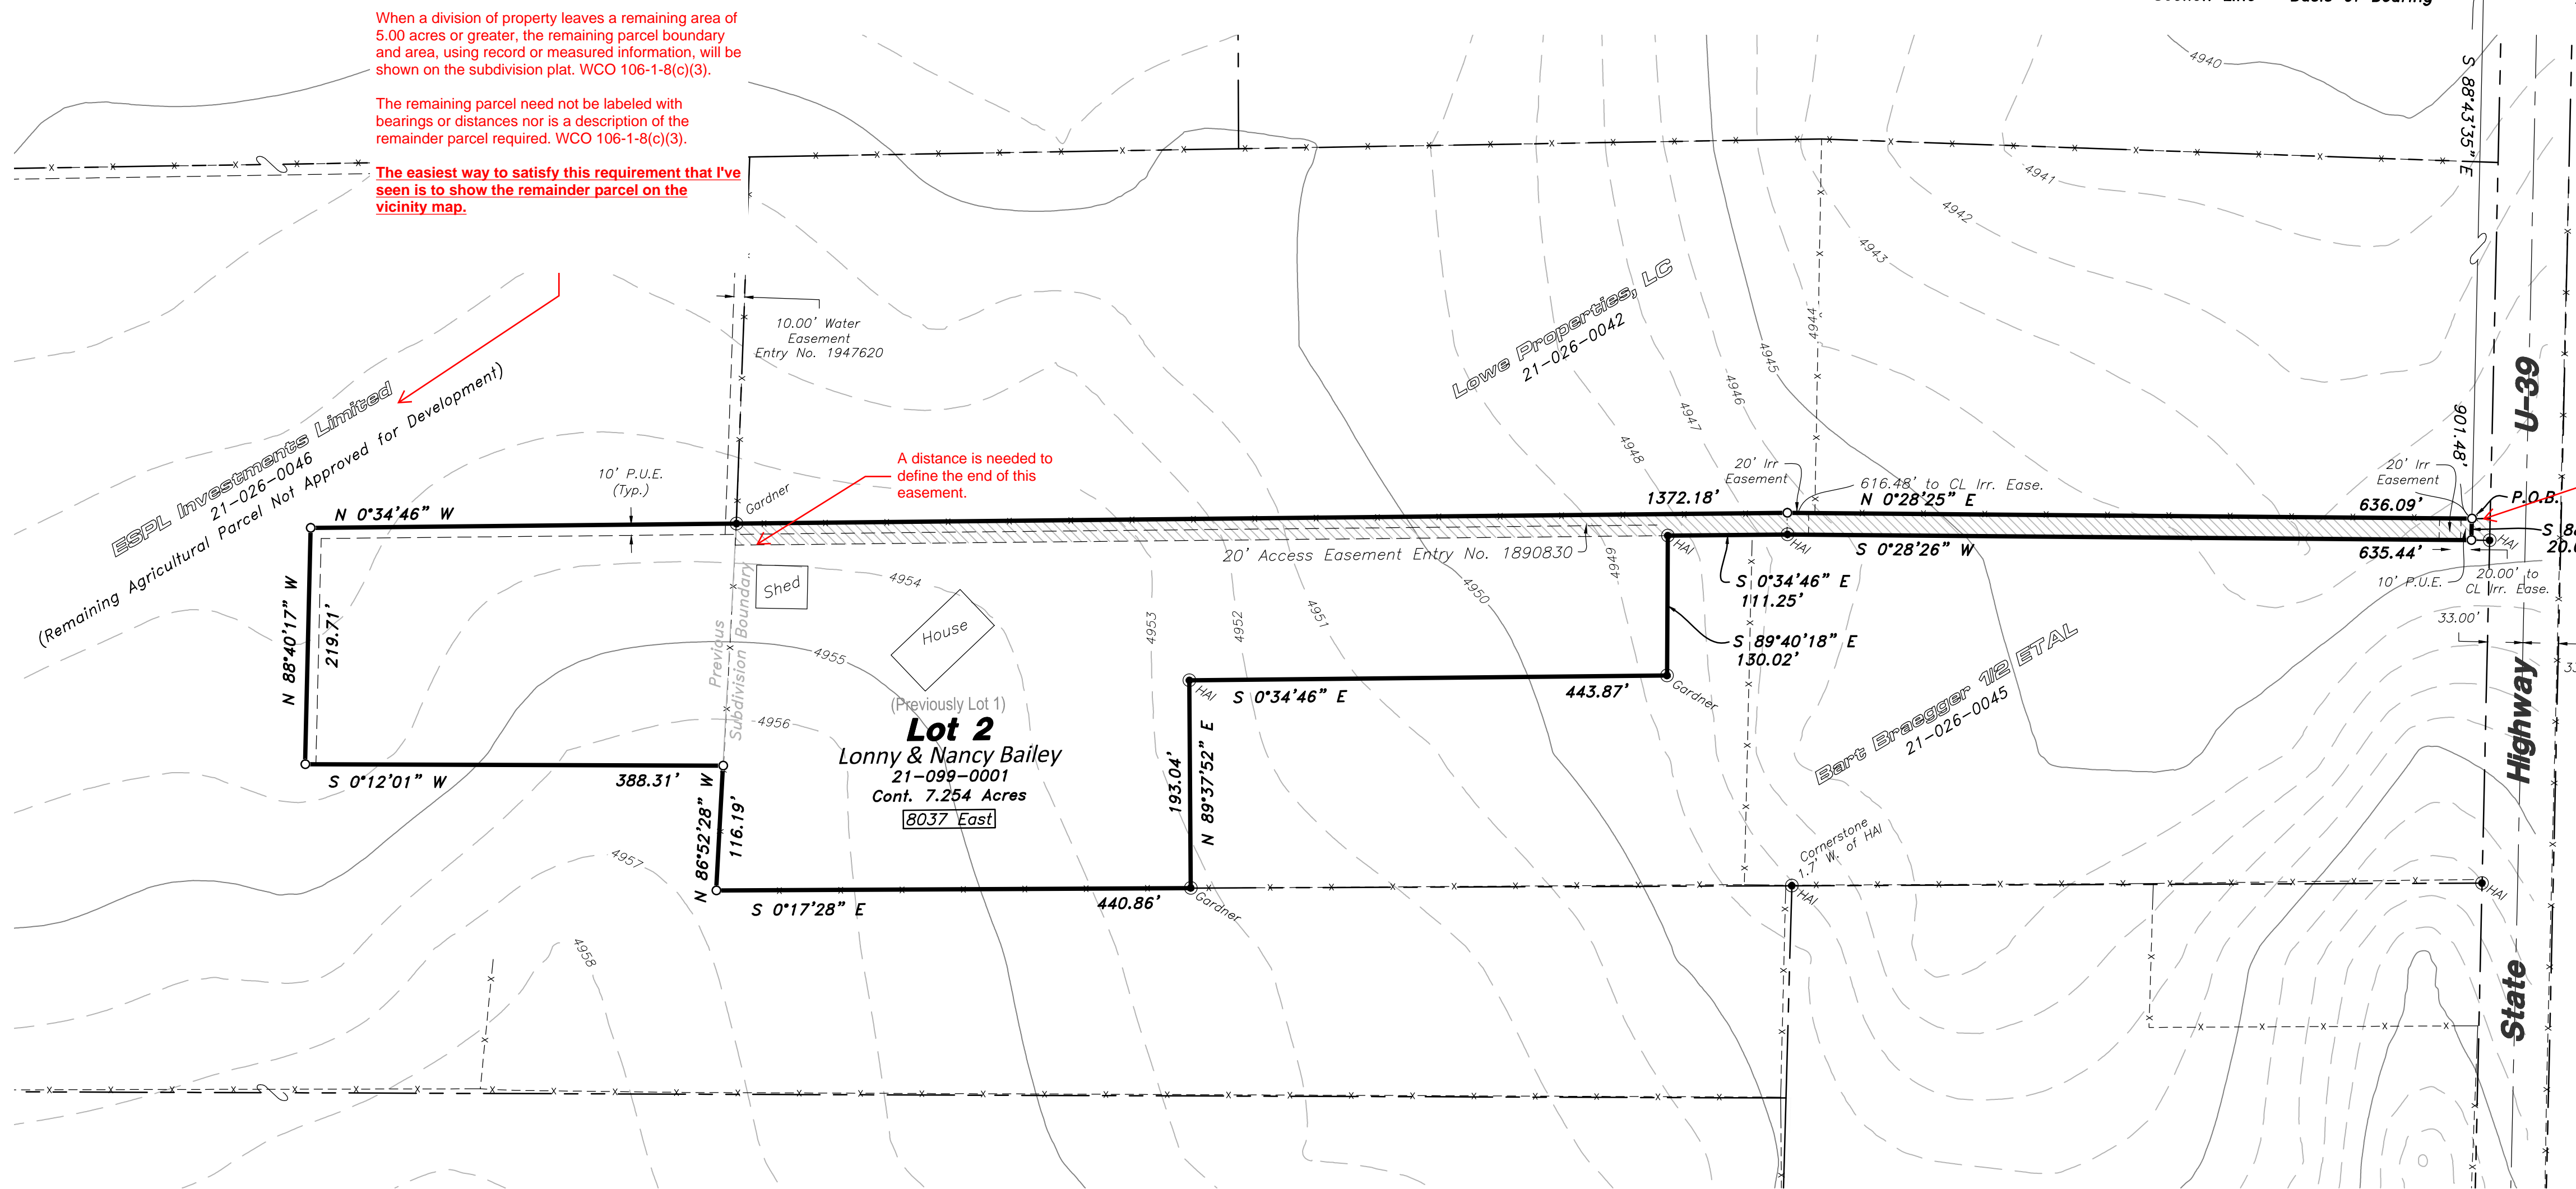 When a division of property leaves a remaining area of
5.00 acres or greater, the remaining parcel boundary
and area, using record or measured information, will be
shown on the subdivision plat. WCO 106-1-8(c)(3).
The remaining parcel need not be labeled with
bearings or distances nor is a description of the
remainder parcel required. WCO 106-1-8(c)(3).
The easiest way to satisfy this requirement that I've
seen is to show the remainder parcel on the
vicinity map.
4940
S 88°43'35" E
4941
4942
4943
4944
4945
4946
4947
4948
4949
10.00' Water
Easement
Entry No. 1947620
Lowe Properties, LC
21-026-0042
U-39
901.48'
ESPL Investments Limited
21-026-0046
(Remaining Agricultural Parcel Not Approved for Development)
A distance is needed to
define the end of this
easement.
10' P.U.E.
(Typ.)
Gardner
20' Irr
Easement
616.48' to CL Irr. Ease.
20' Irr
Easement
N 0°34'46" W
1372.18'
N 0°28'25" E
636.09'
P.O.B.
20' Access Easement Entry No. 1890830
HAI
HAI
S 0°28'26" W
635.44'
HAI
10' P.U.E.
20.00' to
CL Irr. Ease.
33.00'
S 0°34'46" E
111.25'
S 89°40'18" E
130.02'
N 88°40'17" W
219.71'
Previous
Subdivision Boundary
Shed
House
4954
4955
4956
4953
4952
4951
4950
HAI
S 0°34'46" E
443.87'
Gardner
Bart Braegger 1/2 ETAL
21-026-0045
Highway
(Previously Lot 1)
Lot 2
Lonny & Nancy Bailey
21-099-0001
Cont. 7.254 Acres
8037 East
193.04'
N 89°37'52" E
S 0°12'01" W
388.31'
N 86°52'28" W
116.19'
4957
Cornerstone
1.7' W. of HAI
HAI
HAI
S 0°17'28" E
440.86'
Gardner
4958
State